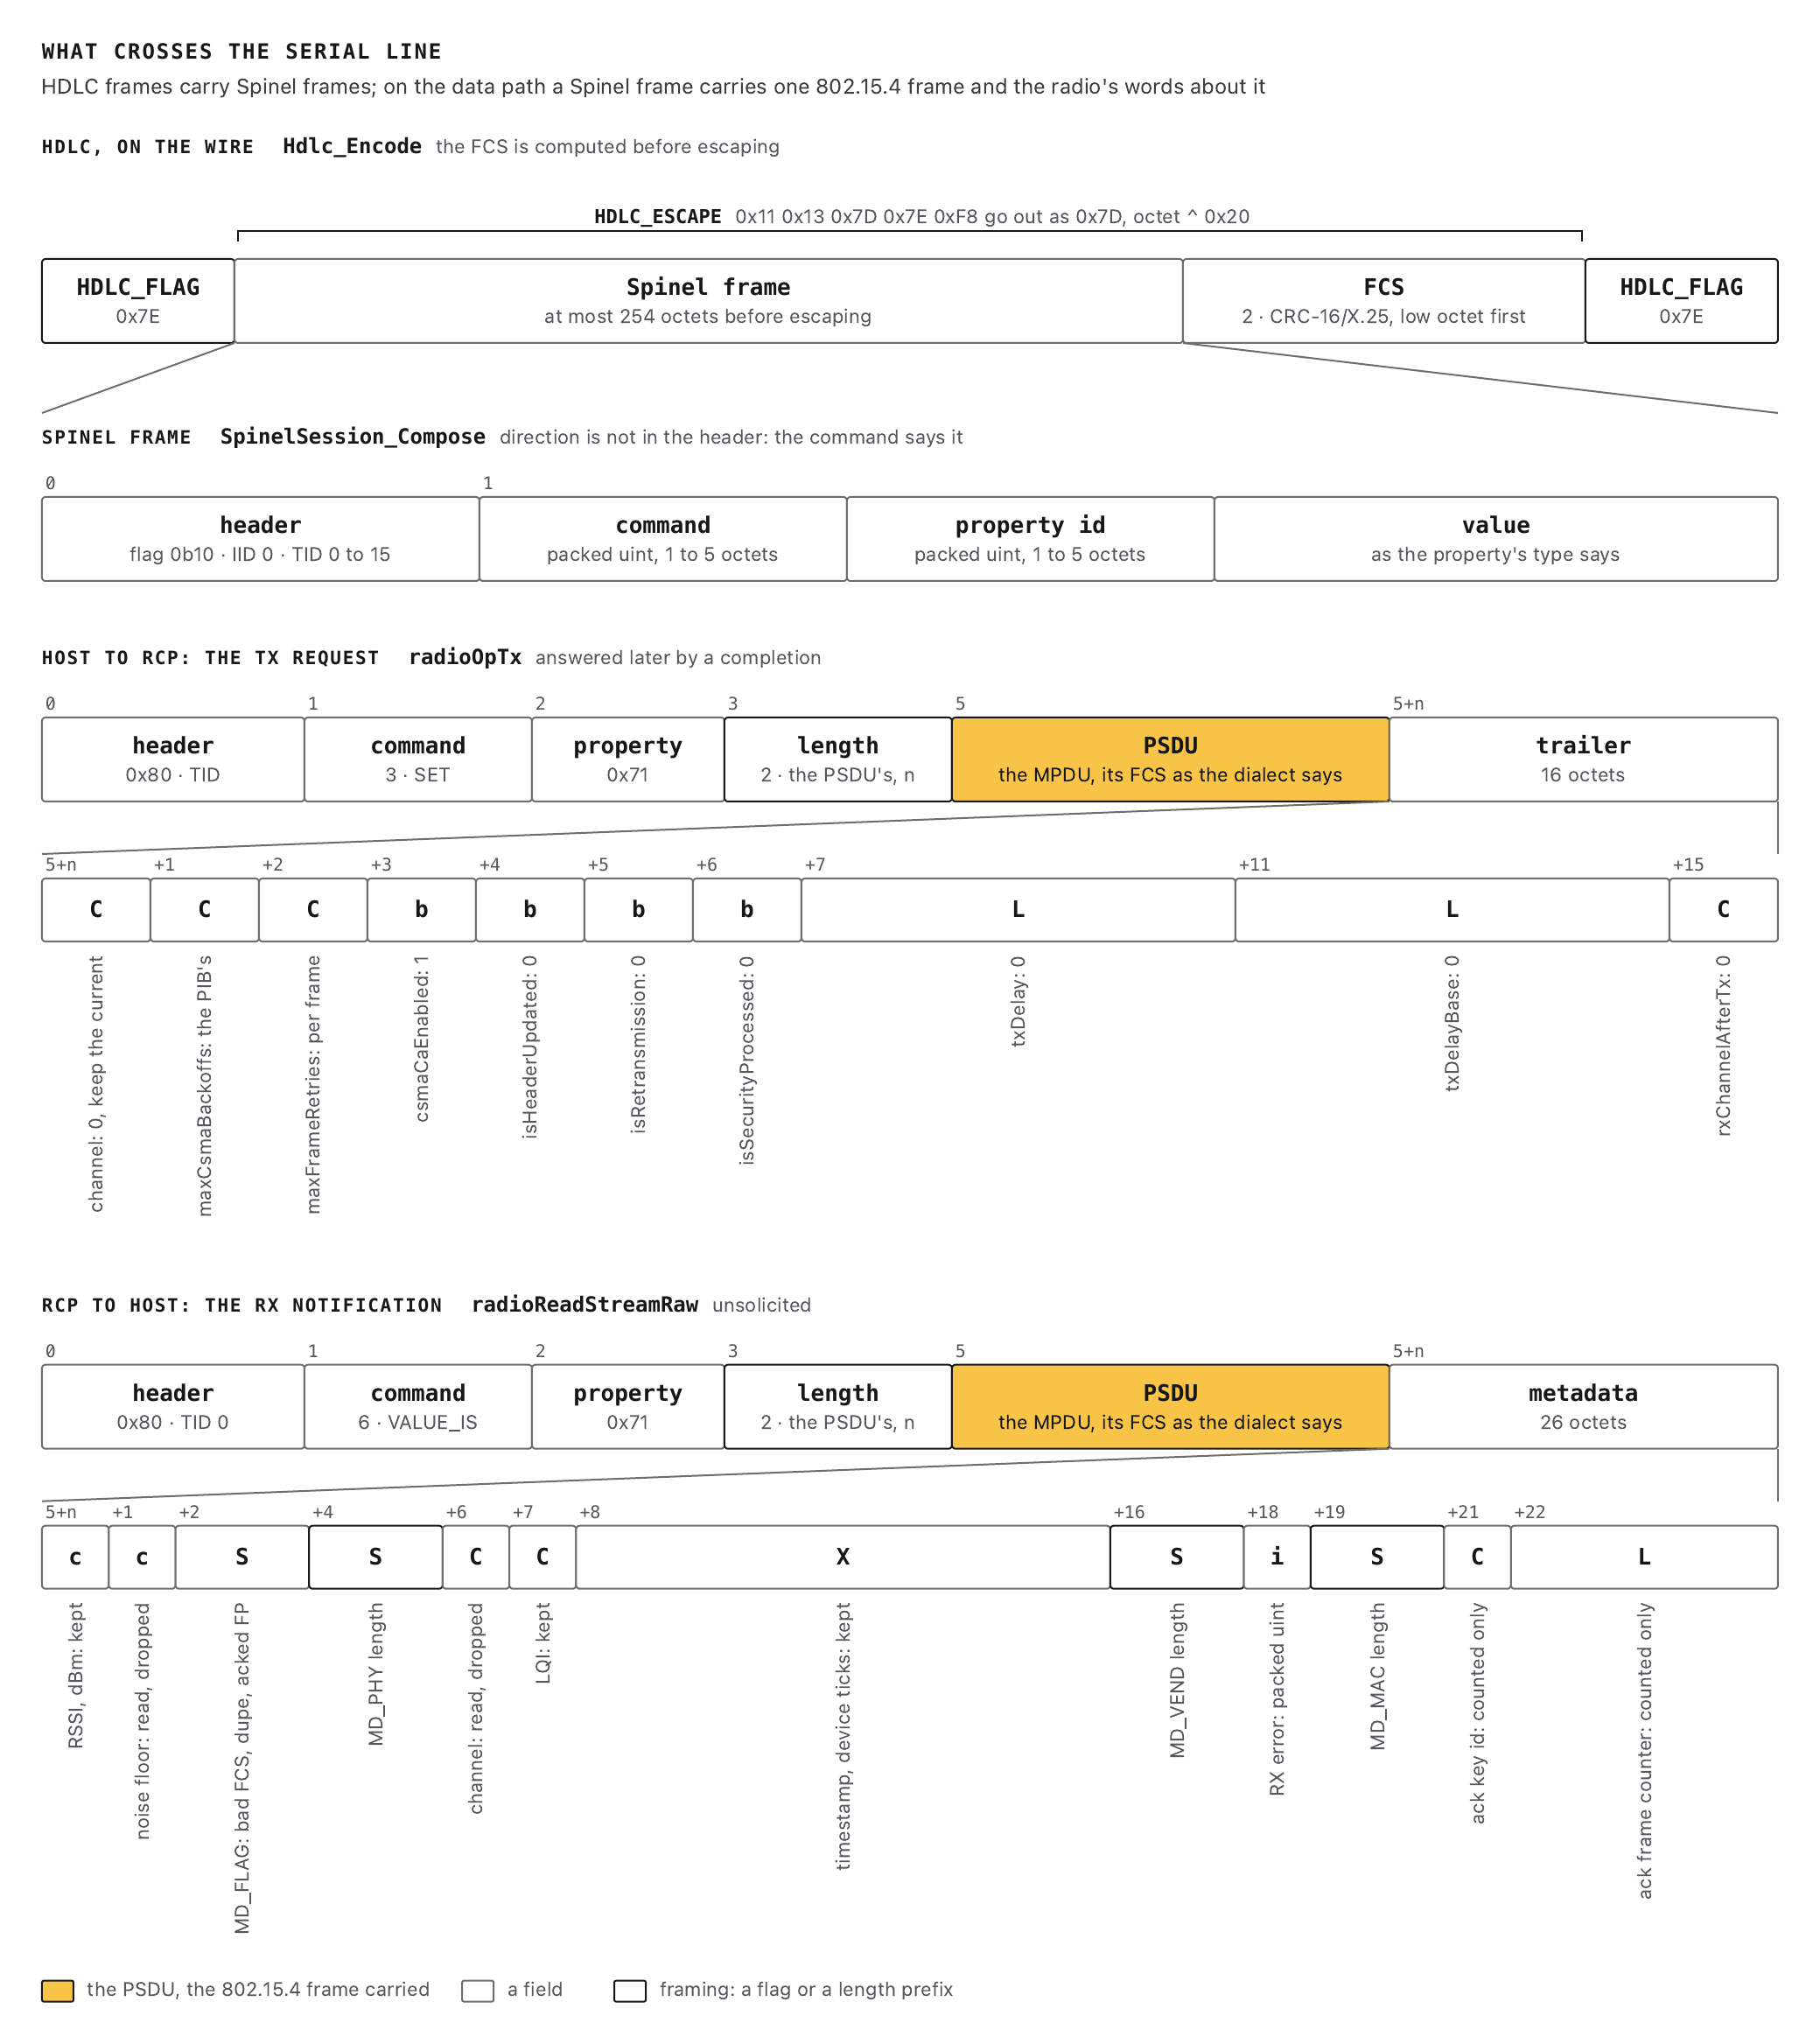 WHAT CROSSES THE SERIAL LINE
HDLC frames carry Spinel frames; on the data path a Spinel frame carries one 802.15.4 frame and the radio's words about it
HDLC, ON THE WIRE Hdlc_Encode the FCS is computed before escaping
HDLC_ESCAPE 0x11 0x13 0x7D 0x7E 0xF8 go out as 0x7D, octet ^ 0x20
HDLC_FLAG Spinel frame FCS HDLC_FLAG
0x7E at most 254 octets before escaping 2 · CRC-16/X.25, low octet first 0x7E
SPINEL FRAME SpinelSession_Compose direction is not in the header: the command says it
0 1
header command property id value
flag 0b10 · IID 0 · TID 0 to 15 packed uint, 1 to 5 octets packed uint, 1 to 5 octets as the property's type says
HOST TO RCP: THE TX REQUEST radioOpTx answered later by a completion
0 1 2 3 5 5+n
header command property length PSDU trailer
0x80 · TID 3 · SET 0x71 2 · the PSDU's, n the MPDU, its FCS as the dialect says 16 octets
5+n +1 +2 +3 +4 +5 +6 +7 +11 +15
C C C b b b b L L C
channel: 0, keep the current
maxCsmaBackoffs: the PIB's
maxFrameRetries: per frame
csmaCaEnabled: 1
isHeaderUpdated: 0
isRetransmission: 0
isSecurityProcessed: 0
txDelay: 0
txDelayBase: 0
rxChannelAfterTx: 0
RCP TO HOST: THE RX NOTIFICATION radioReadStreamRaw unsolicited
0 1 2 3 5 5+n
header command property length PSDU metadata
0x80 · TID 0 6 · VALUE_IS 0x71 2 · the PSDU's, n the MPDU, its FCS as the dialect says 26 octets
5+n +1 +2 +4 +6 +7 +8 +16 +18 +19 +21 +22
c c S S C C X S i S C L
RSSI, dBm: kept
noise floor: read, dropped
MD_FLAG: bad FCS, dupe, acked FP
MD_PHY length
channel: read, dropped
LQI: kept
timestamp, device ticks: kept
MD_VEND length
RX error: packed uint
MD_MAC length
ack key id: counted only
ack frame counter: counted only
the PSDU, the 802.15.4 frame carried a field framing: a flag or a length prefix